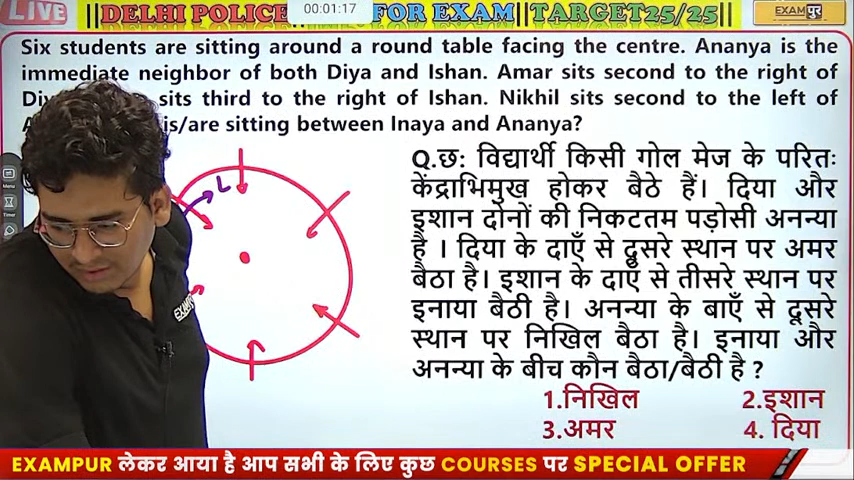 LIVE
||DELHI POLICE
00:01:17
FOR EXAM||TARGET25/25||
EXAMपुर
Six students are sitting around a round table facing the centre. Ananya is the
immediate neighbor of both Diya and Ishan. Amar sits second to the right of
sits third to the right of Ishan. Nikhil sits second to the left of
is/are sitting between Inaya and Ananya?
Q.छः विद्यार्थी किसी गोल मेज के परितः
केंद्राभिमुख होकर बैठे हैं। दिया और
इशान दोनों की निकटतम पड़ोसी अनन्या
है । दिया के दाएँ से दूसरे स्थान पर अमर
बैठा है। इशान के दाएँ से तीसरे स्थान पर
इनाया बैठी है। अनन्या के बाएँ से दूसरे
स्थान पर निखिल बैठा है। इनाया और
अनन्या के बीच कौन बैठा/बैठी है ?
1.निखिल 2.इशान
3.अमर 4. दिया
L
Menu
Timer
EXAMPUR लेकर आया है आप सभी के लिए कुछ COURSES पर SPECIAL OFFER